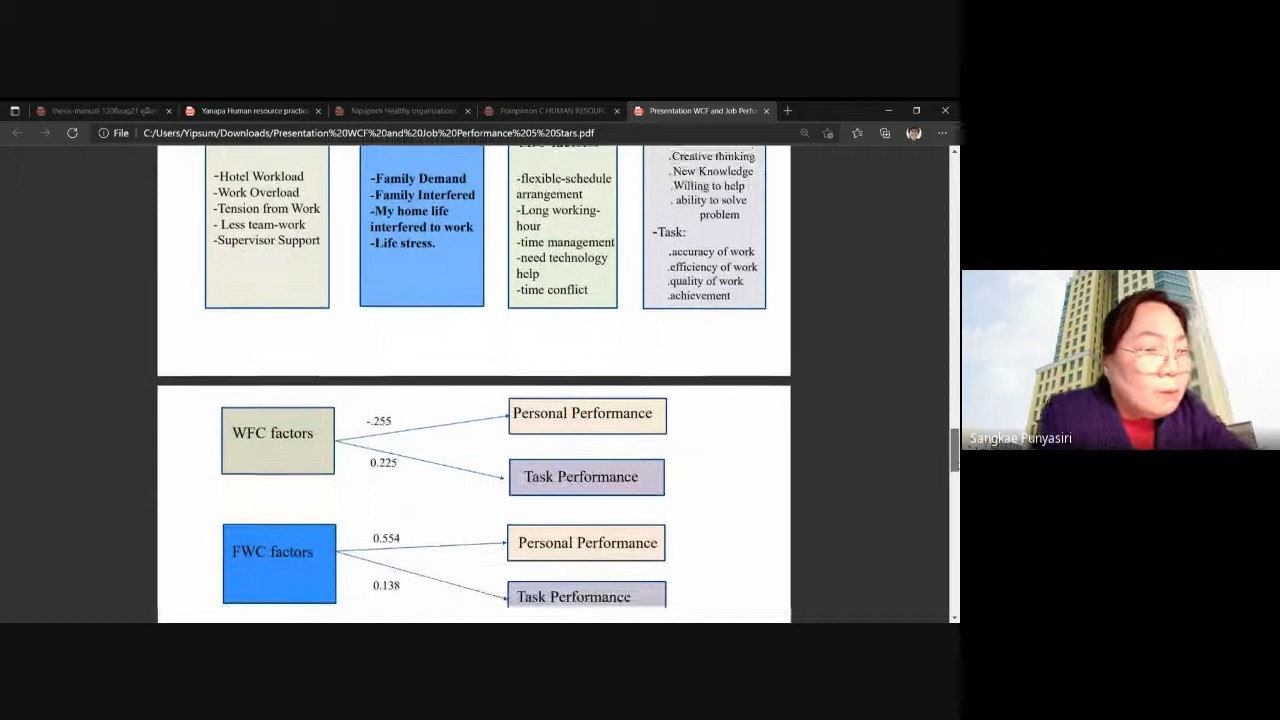 Yanapa Human resource practic
Nipaporn Healthy organizations
Pompimon C HUMAN RESOUR
Presentation WCF and Job Perfo
File
C:/Users/Yipsum/Downloads/Presentation%20WCF%20and%20Job%20Performance%205%20Stars.pdf
-Hotel Workload
-Work Overload
-Tension from Work
- Less team-work
-Supervisor Support
-Family Demand
-Family Interfered
-My home life
interfered to work
-Life stress.
-flexible-schedule
arrangement
-Long working-
hour
-time management
-need technology
help
-time conflict
.Creative thinking
.New Knowledge
.Willing to help
. ability to solve
problem
-Task:
.accuracy of work
.efficiency of work
.quality of work
.achievement
WFC factors
-.255
0.225
Personal Performance
Task Performance
FWC factors
0.554
0.138
Personal Performance
Task Performance
Sangkae Punyasiri